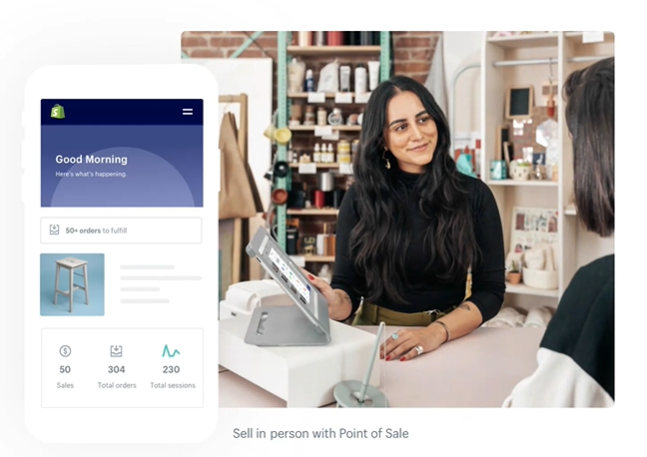 Good Morning
Here's what's happening.
50+ orders to fulfill
50
304
230
Sales
Total orders
Total sessions
Sell in person with Point of Sale